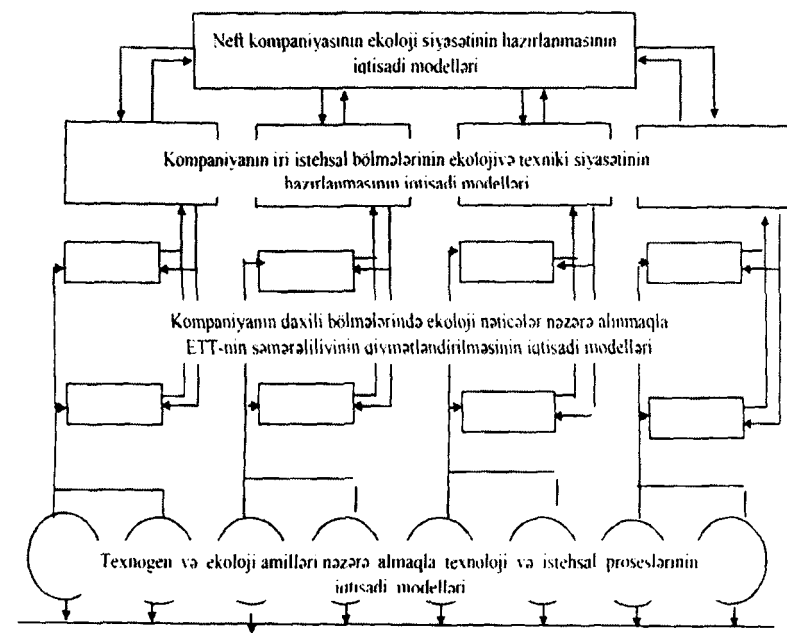 Neft kompaniyasının ekoloji siyasətinin hazırlanmasının
iqtisadi modelləri
Kompaniyanın iri istehsal bölmələrinin ekolojivə texniki siyasətinin
hazırlanmasının iqtisadi modelləri
Kompaniyanın daxili bölmələrində ekoloji nəticələr nəzərə alınmaqla
ETT-nin səmərəliliyinin qiymətləndirilməsinin iqtisadi modelləri
Texnogen və ekoloji amilləri nəzərə almaqla texnoloji və istehsal proseslərinin
iqtisadi modelləri